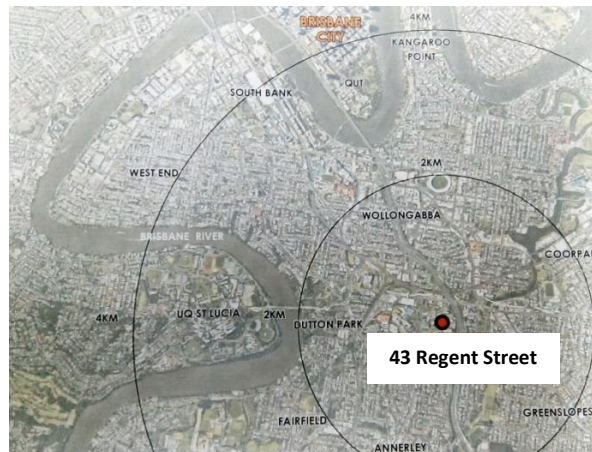 BRISBANE
CITY
4KM
KANGAROO
POINT
QUT
SOUTH BANK
2KM
WEST END
WOLLONGABBA
BRISBANE RIVER
COORPA
UQ ST LUCIA
2KM
4KM
DUTTON PARK
43 Regent Street
GREENSLOPES
FAIRFIELD
ANNERLEY